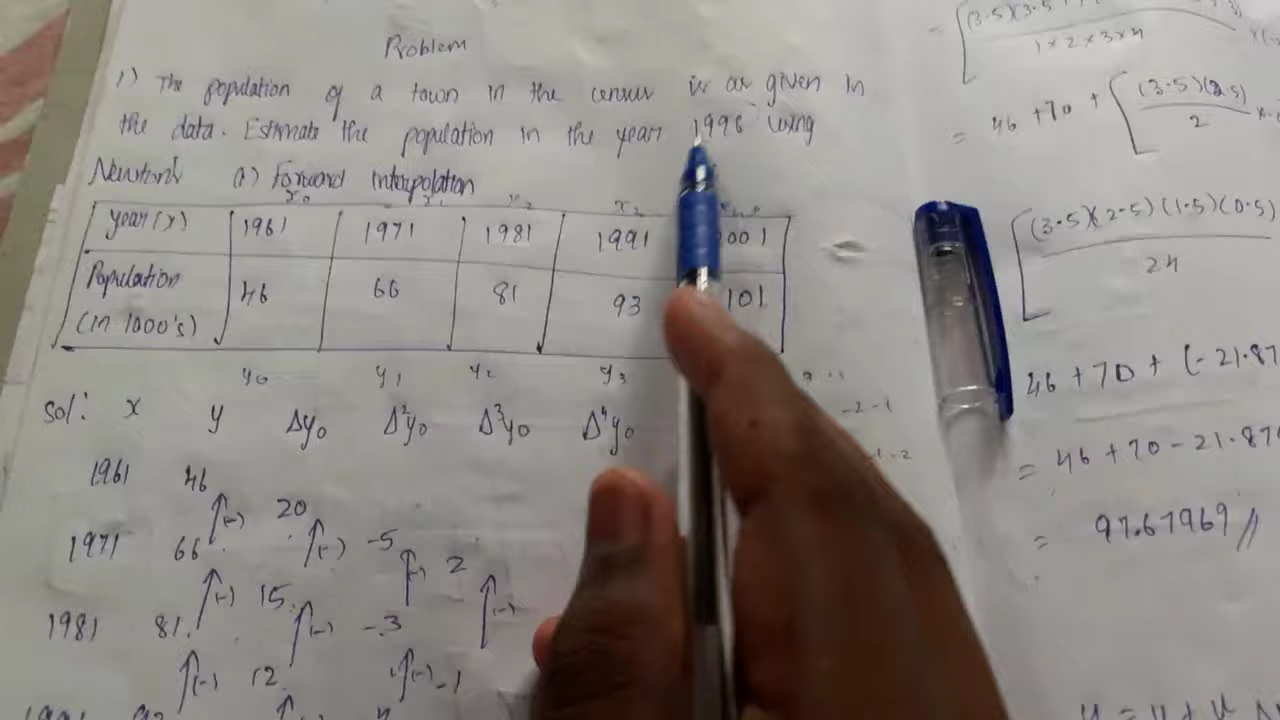 Problem
1) The population of a town in the census is as given in
the data. Estimate the population in the year 1996 using
Newton's (a) Forward interpolation
x₀ x₁ x₂ x₃
year(x) 1961 1971 1981 1991 001
Population (in 1000's) 46 66 81 93 101
y₀ y₁ y₂ y₃
Sol: x y Δy₀ Δ²y₀ Δ³y₀ Δ⁴y₀
1961 46
(-) 20
1971 66 (-) -5
(-) 2
(-) 15 (-)
1981 81 (-) -3
(-) 12 (-) -1
1 × 2 × 3 × 4
= 46 + 70 + [ (3.5)(2.5)
2
[ (3.5)(2.5)(1.5)(0.5)
24
46 + 70 + (-21.87
= 46 + 70 - 21.87
= 97.67969 //